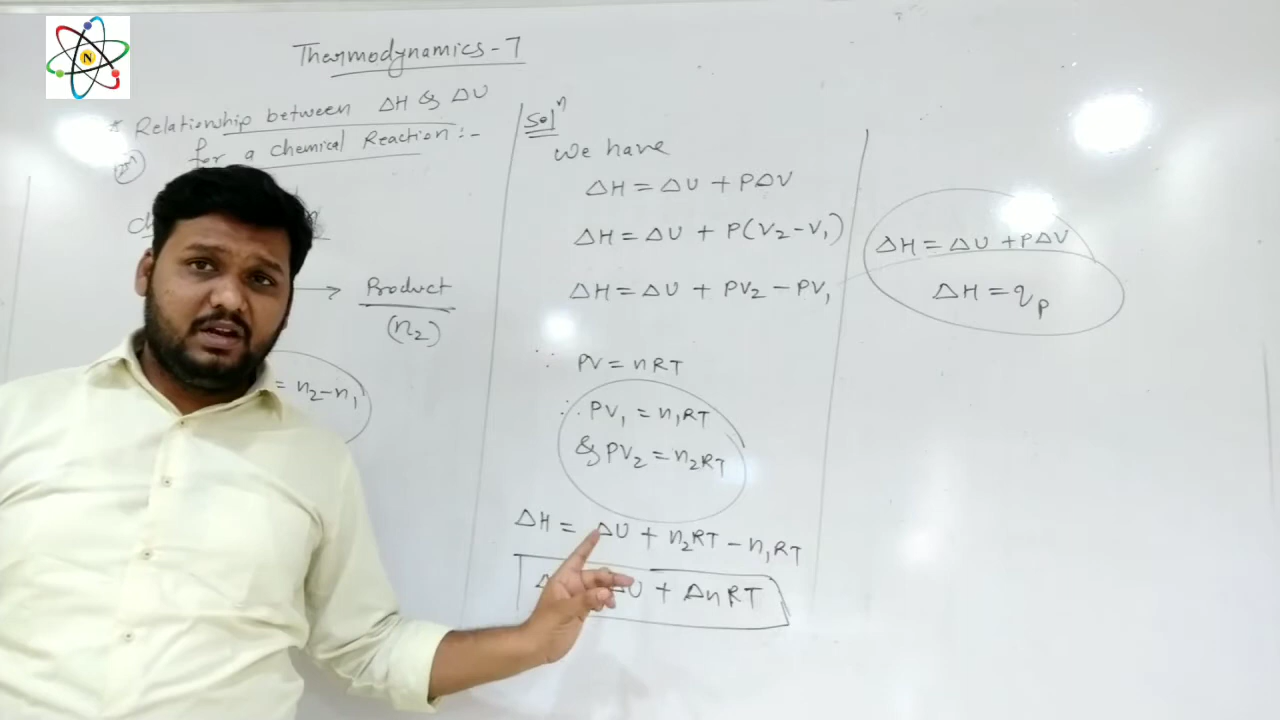 N
Thermodynamics-7
* Relationship between ΔH & ΔU
for a chemical Reaction:-
→ Product
(n₂)
= n₂-n₁
Solⁿ
We have
ΔH = ΔU + PΔV
ΔH = ΔU + P(V₂-V₁)
ΔH = ΔU + PV₂ - PV₁
∵ PV = nRT
∴ PV₁ = n₁RT
& PV₂ = n₂RT
ΔH = ΔU + n₂RT - n₁RT
ΔU + ΔnRT
ΔH = ΔU + PΔV
ΔH = qₚ